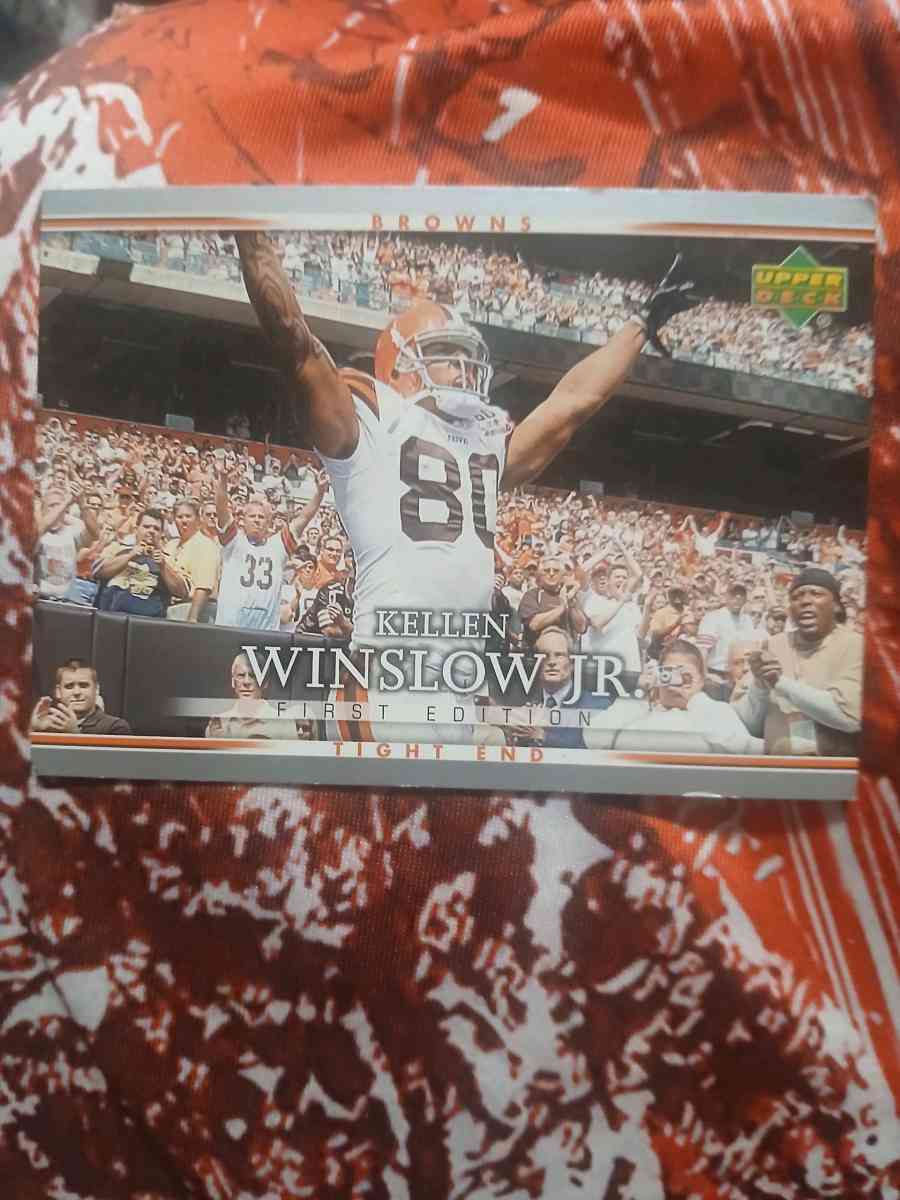 BROWNS
UPPER
DECK
80
33
KELLEN
WINSLOW JR.
FIRST EDITION
TIGHT END